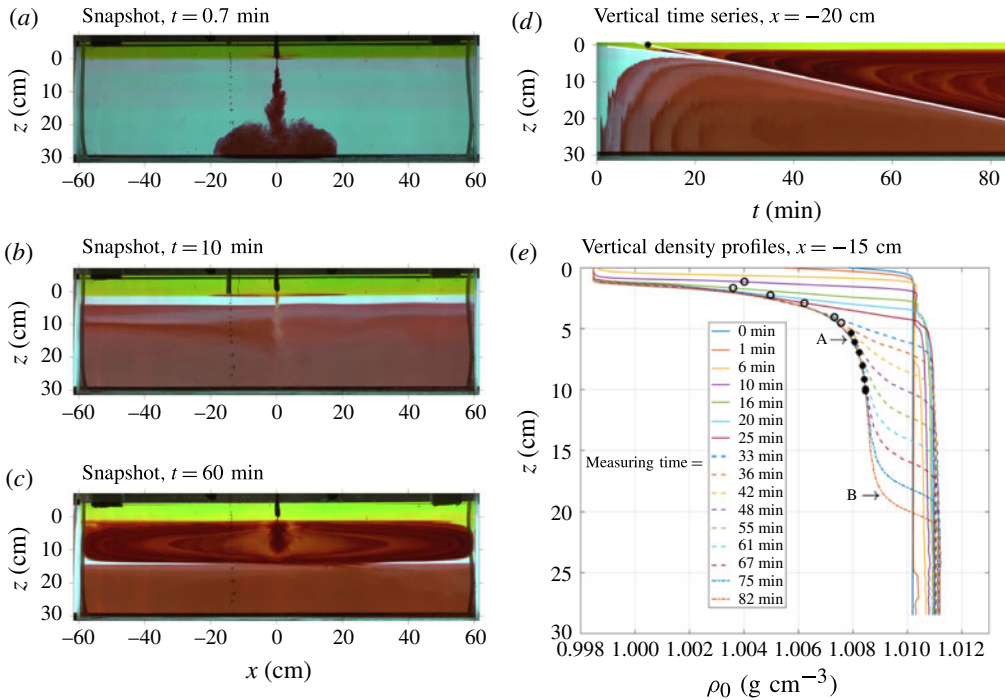 (a) Snapshot, t = 0.7 min
z (cm)
0
10
20
30
−60 −40 −20 0 20 40 60
(b) Snapshot, t = 10 min
z (cm)
0
10
20
30
−60 −40 −20 0 20 40 60
(c) Snapshot, t = 60 min
z (cm)
0
10
20
30
−60 −40 −20 0 20 40 60
x (cm)
(d) Vertical time series, x = −20 cm
z (cm)
0
10
20
30
0 20 40 60 80
t (min)
(e) Vertical density profiles, x = −15 cm
z (cm)
0
5
10
15
20
25
30
A
B
Measuring time =
0 min
1 min
6 min
10 min
16 min
20 min
25 min
33 min
36 min
42 min
48 min
55 min
61 min
67 min
75 min
82 min
0.998 1.000 1.002 1.004 1.006 1.008 1.010 1.012
ρ0 (g cm−3)